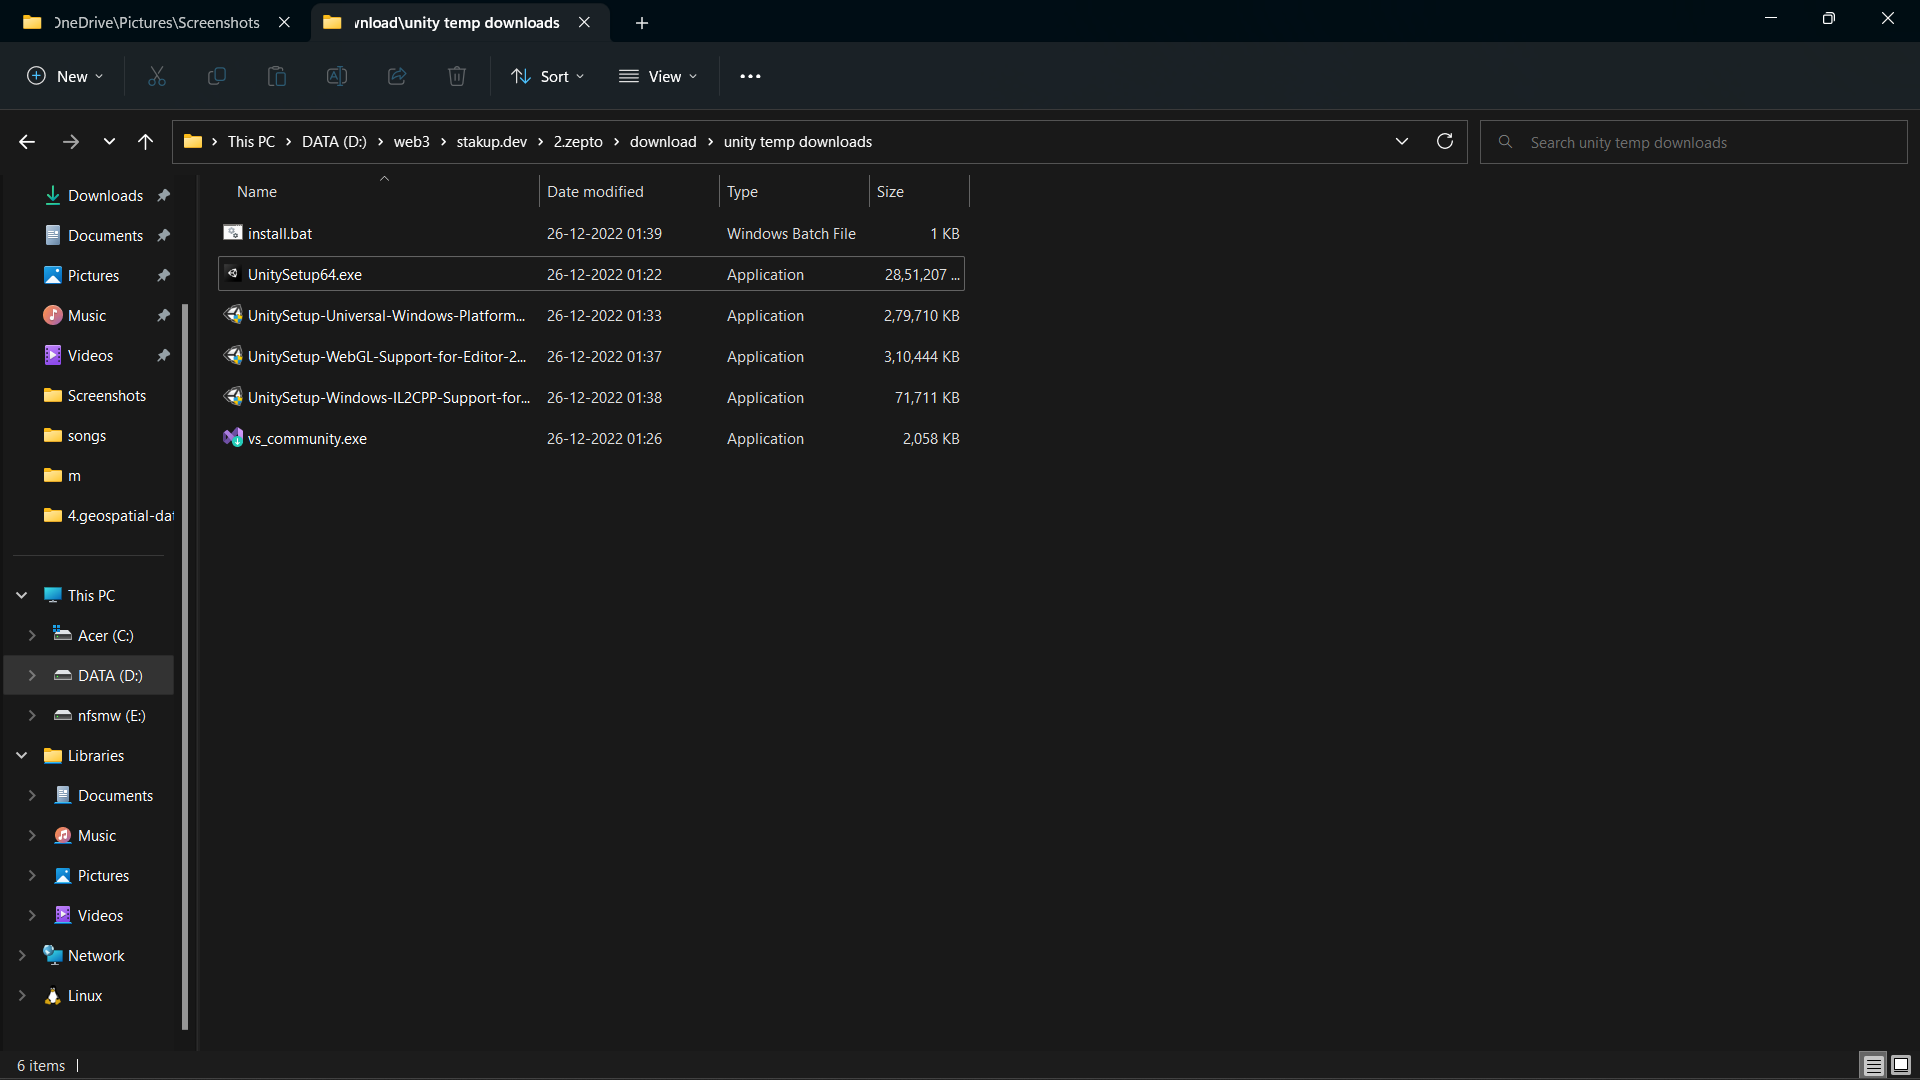 OneDrive\Pictures\Screenshots
vnload\unity temp downloads
New
Sort
View
This PC > DATA (D:) > web3 > stakup.dev > 2.zepto > download > unity temp downloads
Search unity temp downloads
Downloads
Documents
Pictures
Music
Videos
Screenshots
songs
m
4.geospatial-dat
This PC
Acer (C:)
DATA (D:)
nfsmw (E:)
Libraries
Documents
Music
Pictures
Videos
Network
Linux
Name Date modified Type Size
install.bat 26-12-2022 01:39 Windows Batch File 1 KB
UnitySetup64.exe 26-12-2022 01:22 Application 28,51,207 ...
UnitySetup-Universal-Windows-Platform... 26-12-2022 01:33 Application 2,79,710 KB
UnitySetup-WebGL-Support-for-Editor-2... 26-12-2022 01:37 Application 3,10,444 KB
UnitySetup-Windows-IL2CPP-Support-for... 26-12-2022 01:38 Application 71,711 KB
vs_community.exe 26-12-2022 01:26 Application 2,058 KB
6 items